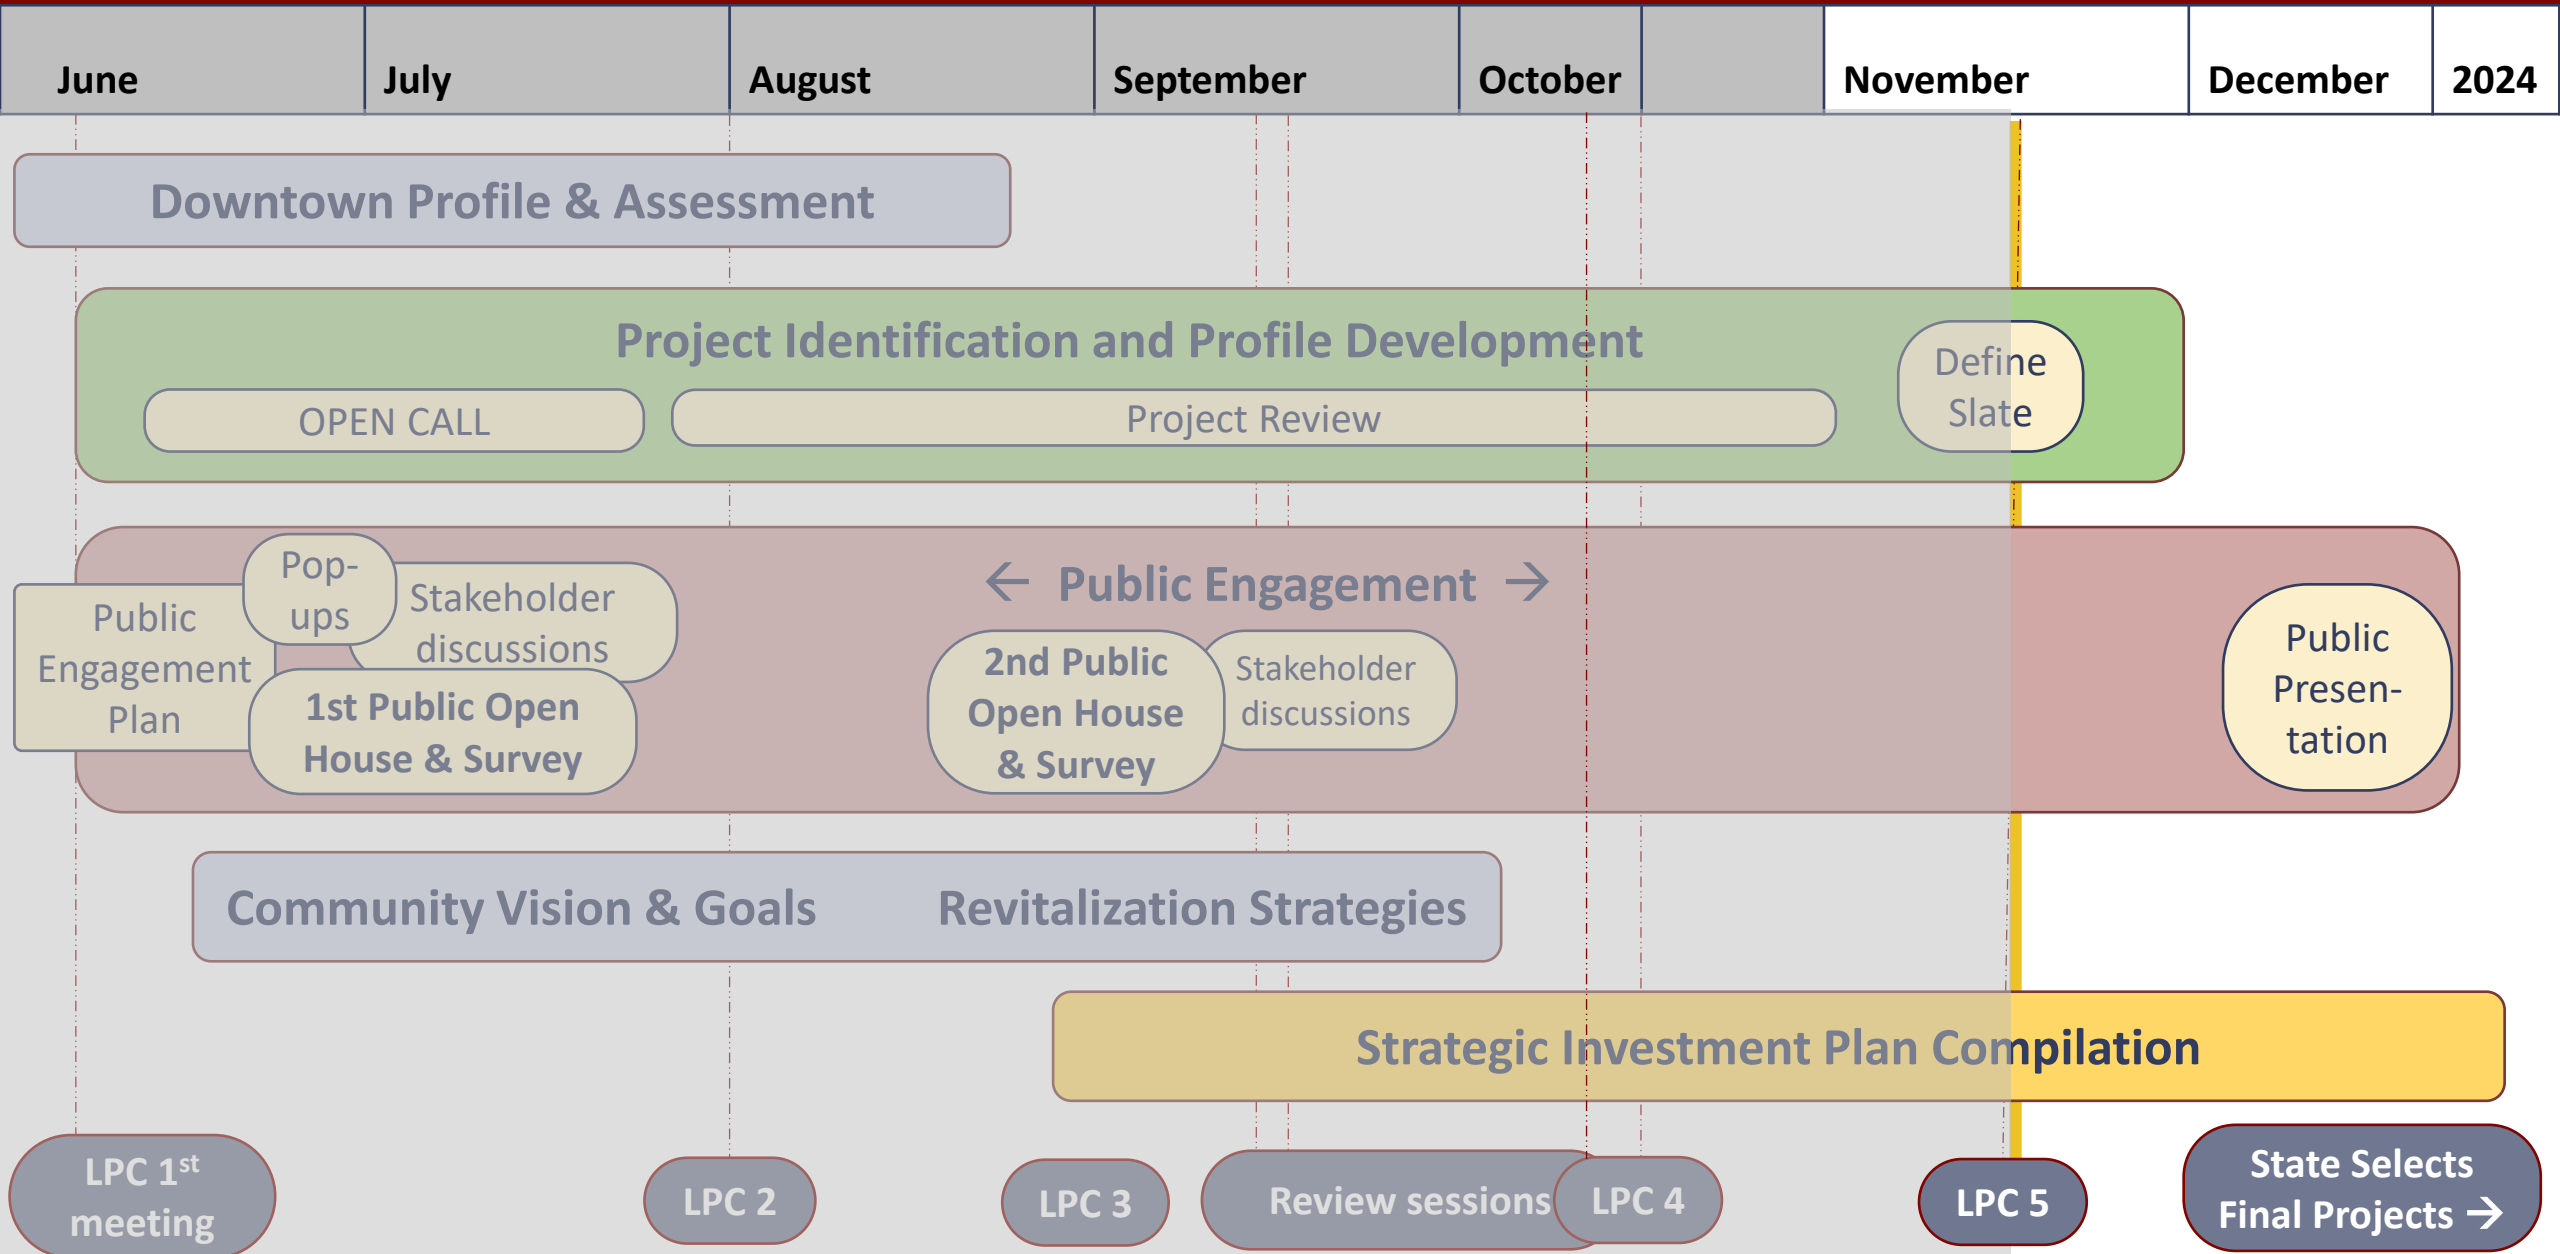 June
July
August
September
October
November
December
2024
Downtown Profile & Assessment
Project Identification and Profile Development
OPEN CALL
Project Review
Define
Slate
Public
Engagement
Plan
Pop-
ups
Stakeholder
discussions
1st Public Open
House & Survey
← Public Engagement →
2nd Public
Open House
& Survey
Stakeholder
discussions
Public
Presen-
tation
Community Vision & Goals
Revitalization Strategies
Strategic Investment Plan Compilation
LPC 1st
meeting
LPC 2
LPC 3
Review sessions
LPC 4
LPC 5
State Selects
Final Projects →